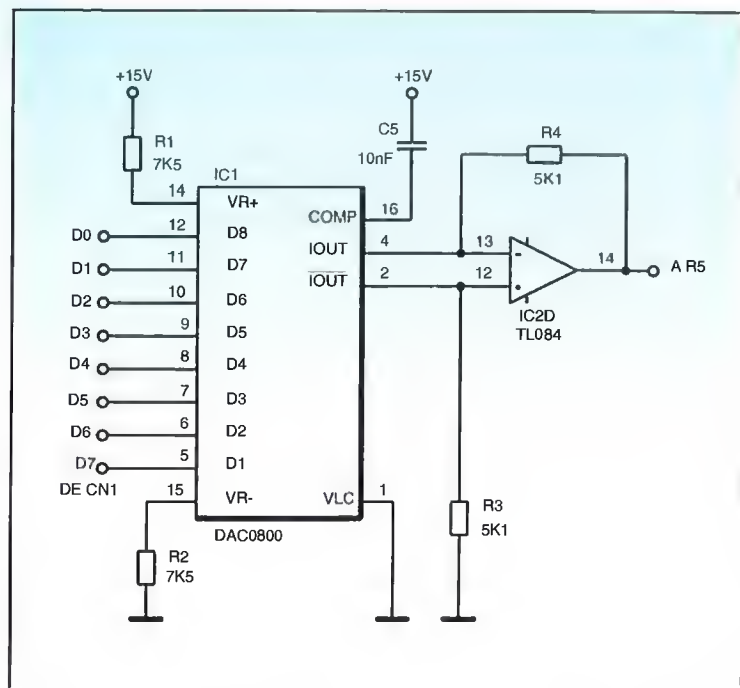 +15V
+15V
R1
7K5
C5
10nF
R4
5K1
IC1
14
VR+
COMP
16
D0
12
D8
IOUT
4
13
-
D1
11
D7
IOUT
2
12
+
14
A R5
D2
10
D6
IC2D
TL084
D3
9
D5
D4
8
D4
D5
7
D3
D6
6
D2
D7
5
D1
DE CN1
15
VR-
VLC
1
R3
5K1
DAC0800
R2
7K5